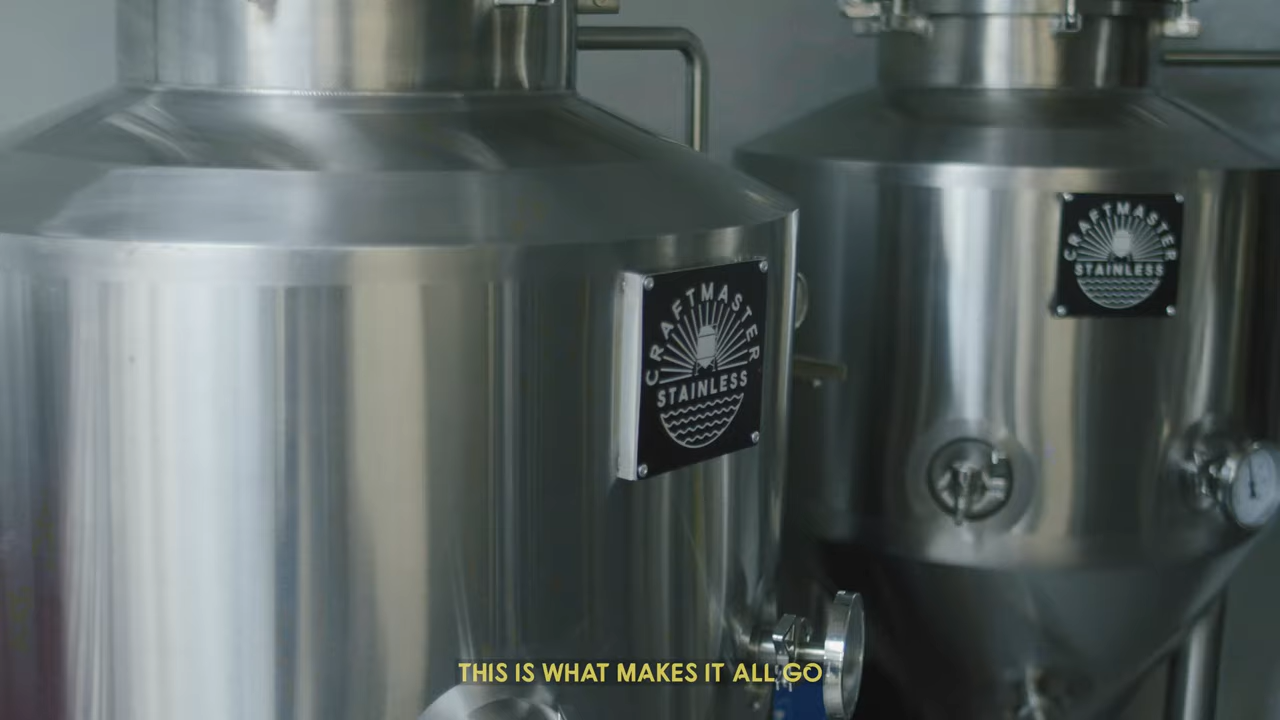 CRAFTMASTER
STAINLESS
CRAFTMASTER
STAINLESS
THIS IS WHAT MAKES IT ALL GO